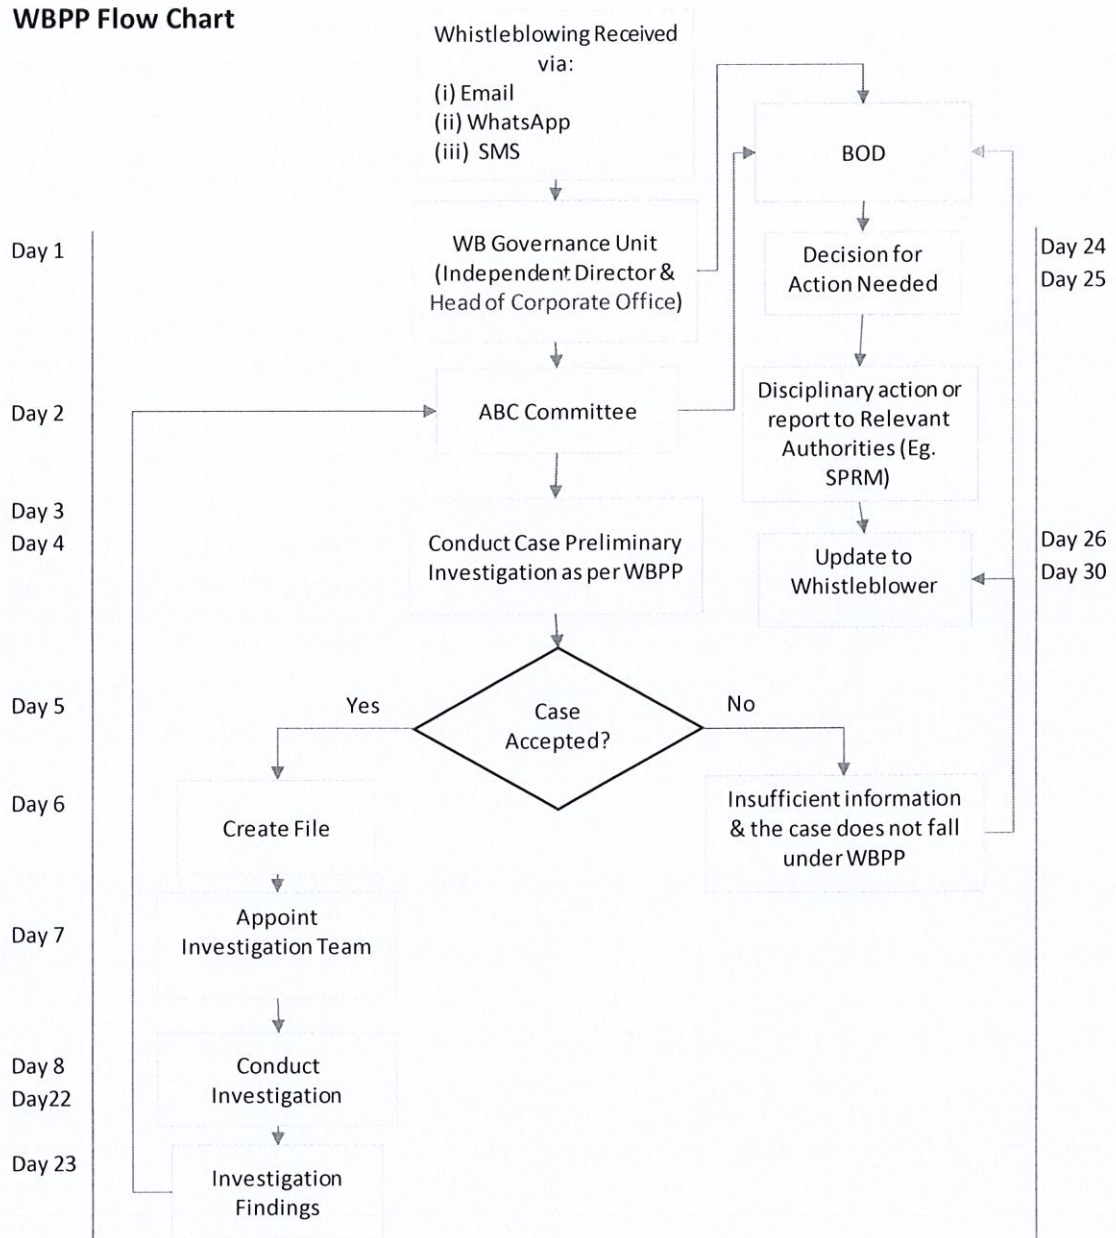 WBPP Flow Chart
Whistleblowing Received
via:
(i) Email
(ii) WhatsApp
(iii) SMS
BOD
Day 1
WB Governance Unit
(Independent Director &
Head of Corporate Office)
Decision for
Action Needed
Day 24
Day 25
Day 2
ABC Committee
Disciplinary action or
report to Relevant
Authorities (Eg.
SPRM)
Day 3
Day 4
Conduct Case Preliminary
Investigation as per WBPP
Update to
Whistleblower
Day 26
Day 30
Day 5
Yes
Case
Accepted?
No
Day 6
Create File
Insufficient information
& the case does not fall
under WBPP
Day 7
Appoint
Investigation Team
Day 8
Day22
Conduct
Investigation
Day 23
Investigation
Findings